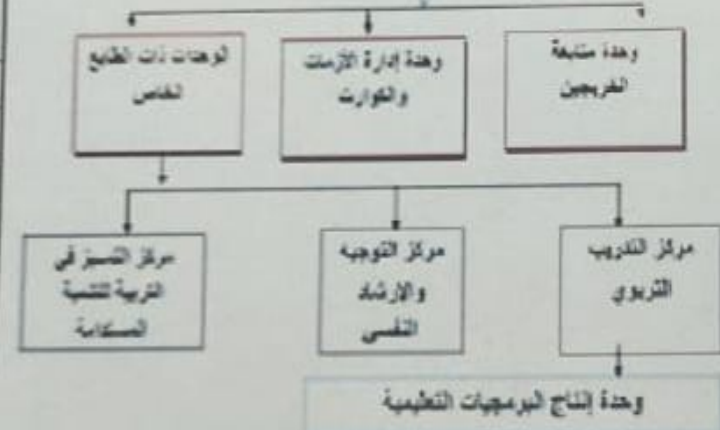 وحدة متابعة
الخريجين
وحدة إدارة الأزمات
والكوارث
الوحدات ذات الطابع
الخاص
مركز التدريب
التربوي
مركز التوجيه
والارشاد
النفسي
مركز التميز في
التربية للتنمية
المستدامة
وحدة إنتاج البرمجيات التعليمية